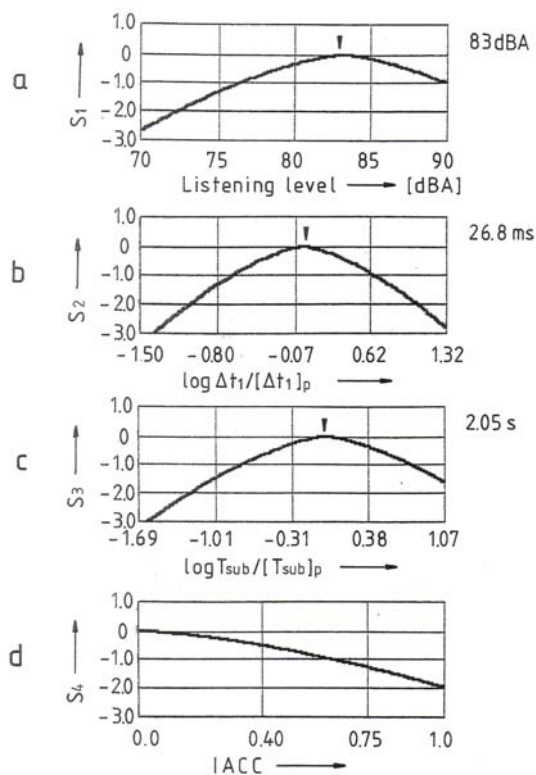 1.0
0
-1.0
-2.0
-3.0
a
S1
83dBA
70 75 80 85 90
Listening level [dBA]
1.0
0
-1.0
-2.0
-3.0
b
S2
26.8 ms
-1.50 -0.80 -0.07 0.62 1.32
log Δt1/[Δt1]p
1.0
0
-1.0
-2.0
-3.0
c
S3
2.05 s
-1.69 -1.01 -0.31 0.38 1.07
log Tsub/[Tsub]p
1.0
0
-1.0
-2.0
-3.0
d
S4
0.0 0.40 0.75 1.0
IACC